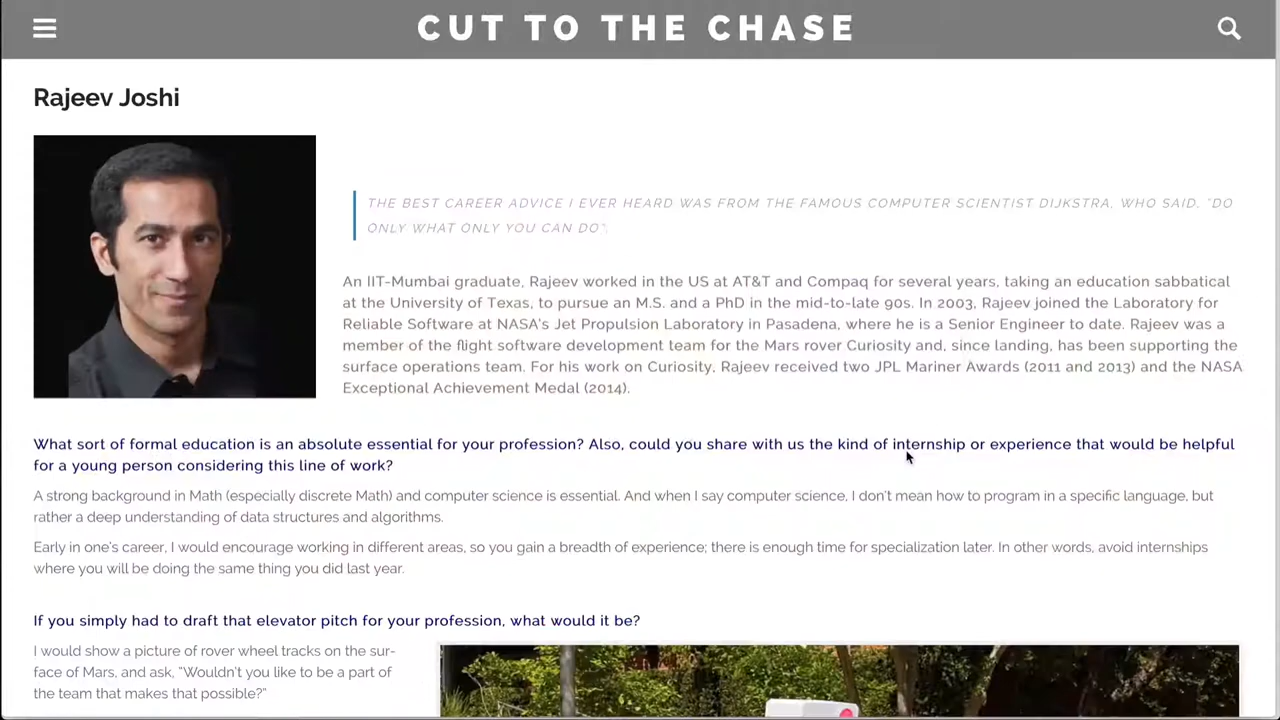 CUT TO THE CHASE
Rajeev Joshi
THE BEST CAREER ADVICE I EVER HEARD WAS FROM THE FAMOUS COMPUTER SCIENTIST DIJKSTRA, WHO SAID, "DO
ONLY WHAT ONLY YOU CAN DO".
An IIT-Mumbai graduate, Rajeev worked in the US at AT&T and Compaq for several years, taking an education sabbatical
at the University of Texas, to pursue an M.S. and a PhD in the mid-to-late 90s. In 2003, Rajeev joined the Laboratory for
Reliable Software at NASA's Jet Propulsion Laboratory in Pasadena, where he is a Senior Engineer to date. Rajeev was a
member of the flight software development team for the Mars rover Curiosity and, since landing, has been supporting the
surface operations team. For his work on Curiosity, Rajeev received two JPL Mariner Awards (2011 and 2013) and the NASA
Exceptional Achievement Medal (2014).
What sort of formal education is an absolute essential for your profession? Also, could you share with us the kind of internship or experience that would be helpful
for a young person considering this line of work?
A strong background in Math (especially discrete Math) and computer science is essential. And when I say computer science, I don't mean how to program in a specific language, but
rather a deep understanding of data structures and algorithms.
Early in one's career, I would encourage working in different areas, so you gain a breadth of experience; there is enough time for specialization later. In other words, avoid internships
where you will be doing the same thing you did last year.
If you simply had to draft that elevator pitch for your profession, what would it be?
I would show a picture of rover wheel tracks on the sur-
face of Mars, and ask, "Wouldn't you like to be a part of
the team that makes that possible?"